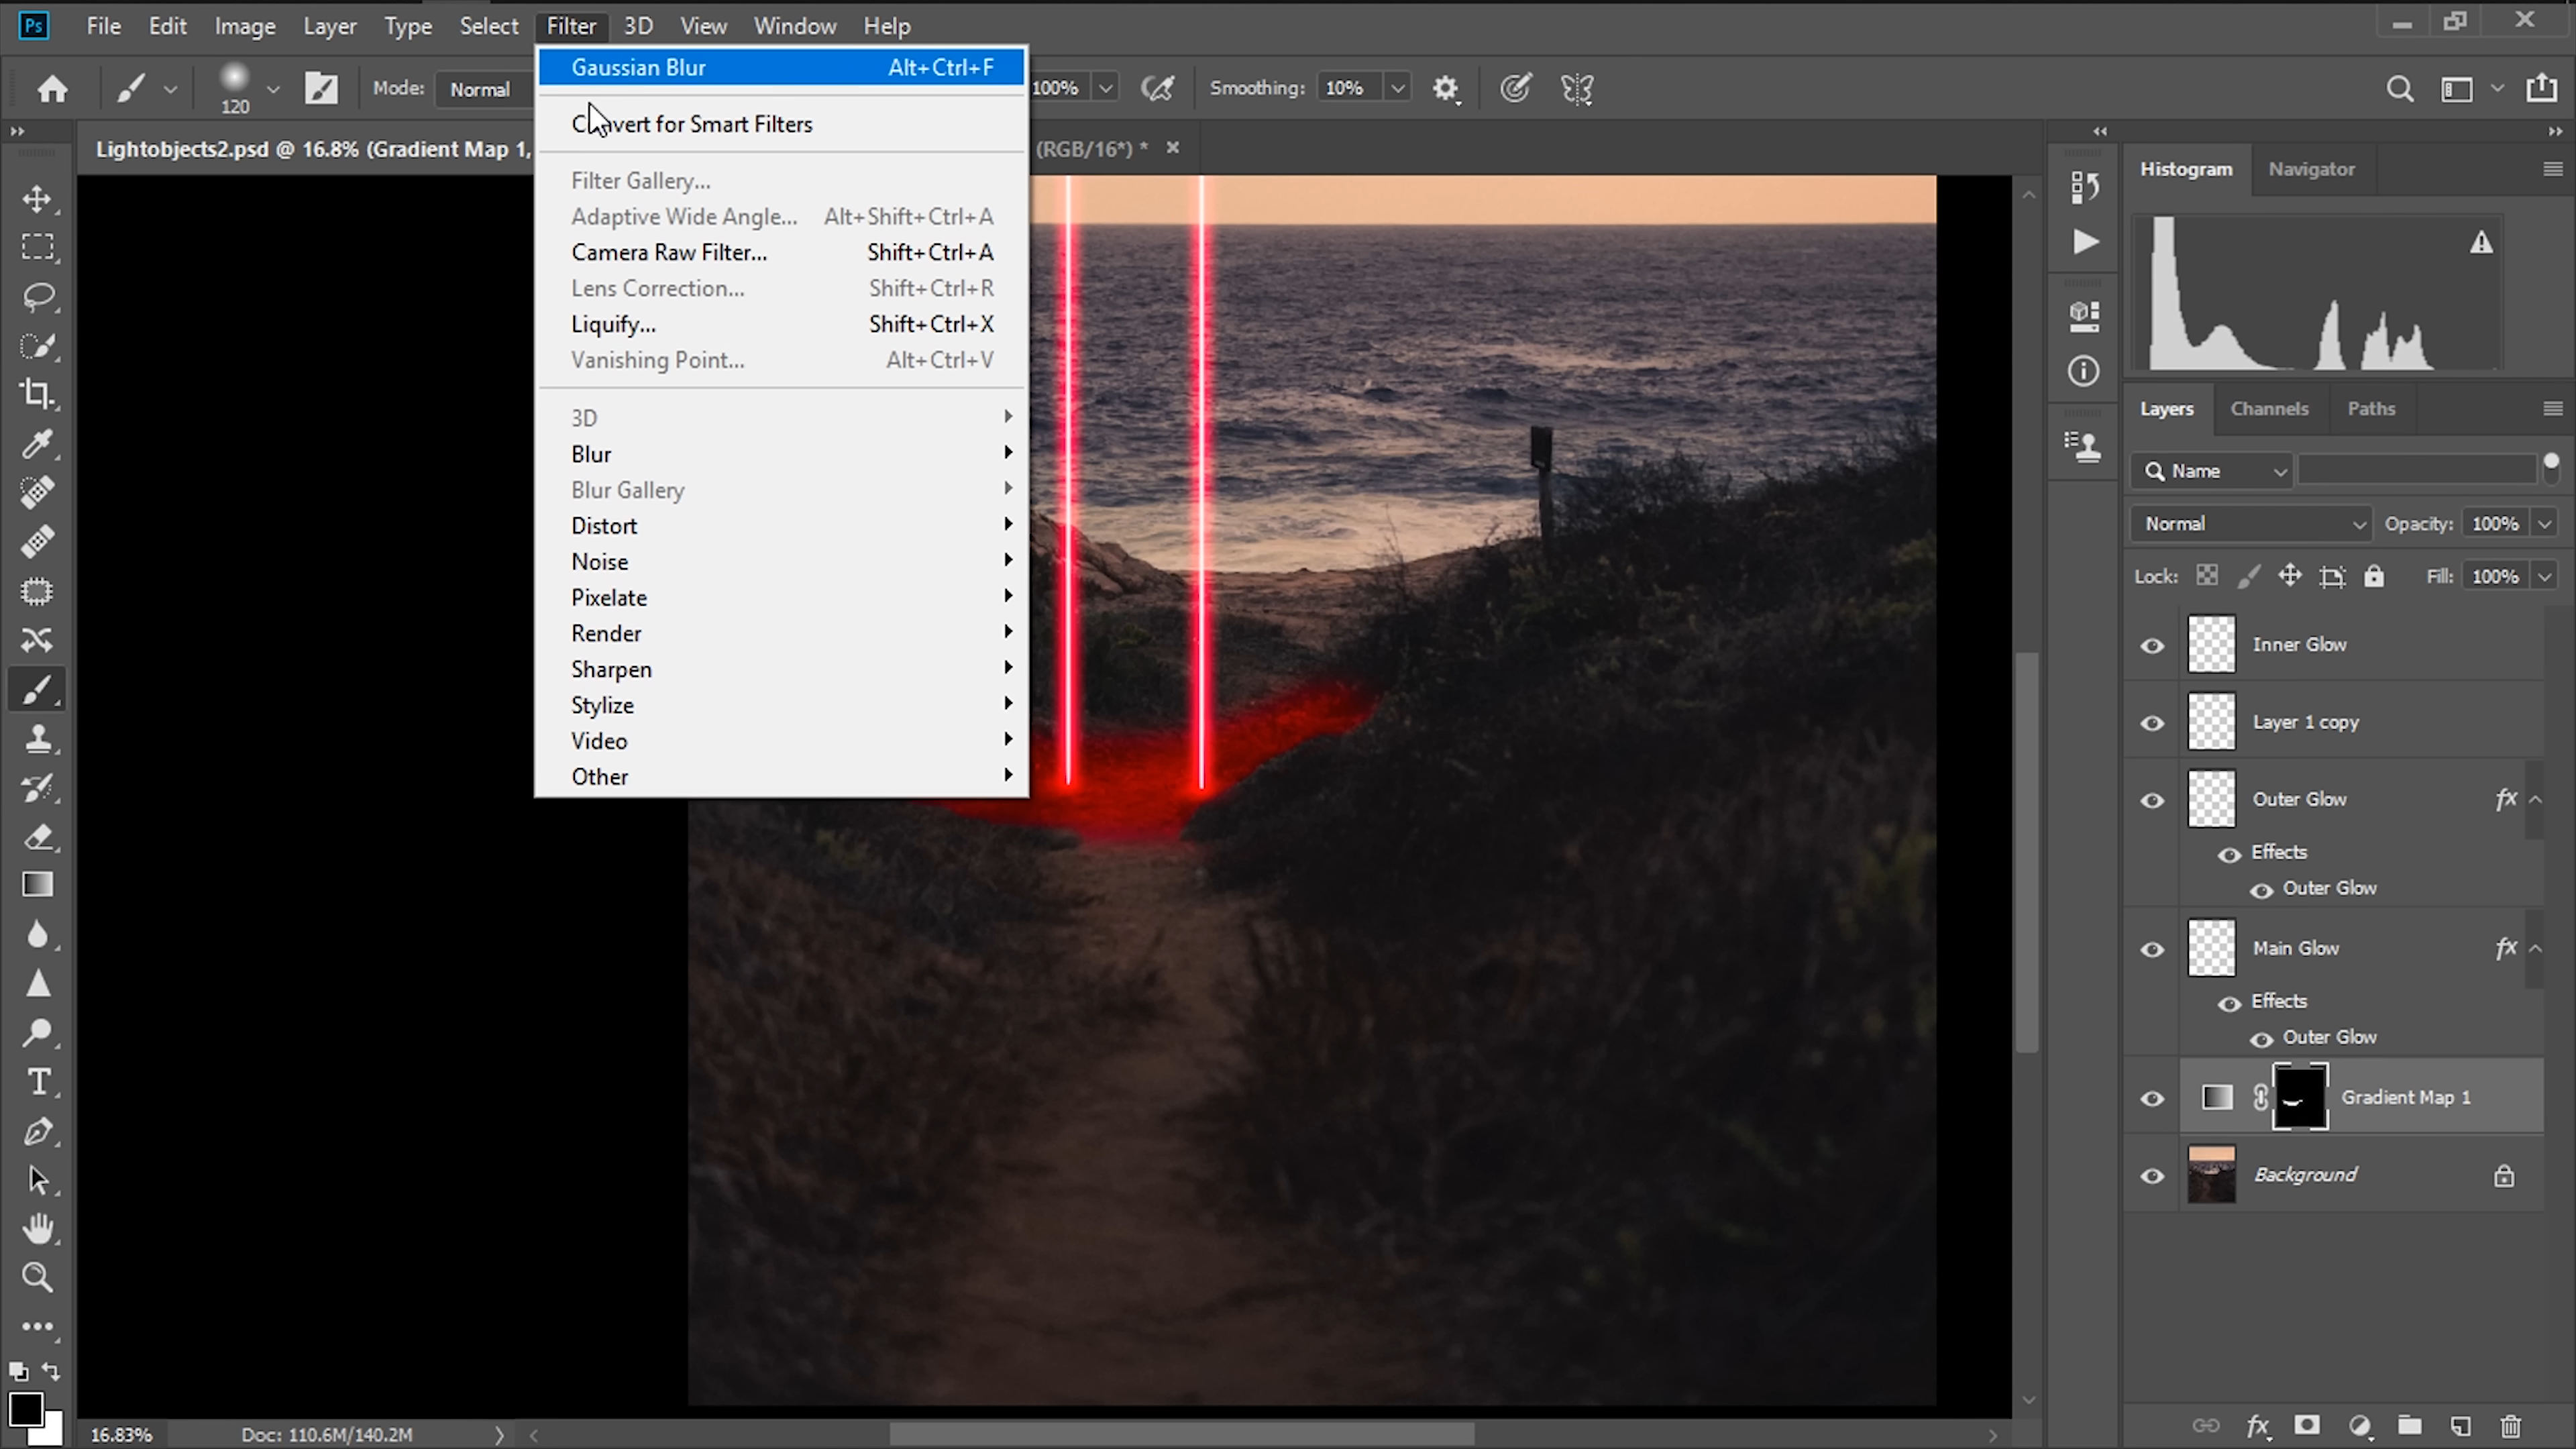 Ps File Edit Image Layer Type Select Filter 3D View Window Help
120 Mode: Normal 100% Smoothing: 10%
Lightobjects2.psd @ 16.8% (Gradient Map 1, (RGB/16*) *
Gaussian Blur Alt+Ctrl+F
Convert for Smart Filters
Filter Gallery...
Adaptive Wide Angle... Alt+Shift+Ctrl+A
Camera Raw Filter... Shift+Ctrl+A
Lens Correction... Shift+Ctrl+R
Liquify... Shift+Ctrl+X
Vanishing Point... Alt+Ctrl+V
3D
Blur
Blur Gallery
Distort
Noise
Pixelate
Render
Sharpen
Stylize
Video
Other
Histogram Navigator
Layers Channels Paths
Name
Normal Opacity: 100%
Lock: Fill: 100%
Inner Glow
Layer 1 copy
Outer Glow fx
Effects
Outer Glow
Main Glow fx
Effects
Outer Glow
Gradient Map 1
Background
16.83% Doc: 110.6M/140.2M
fx